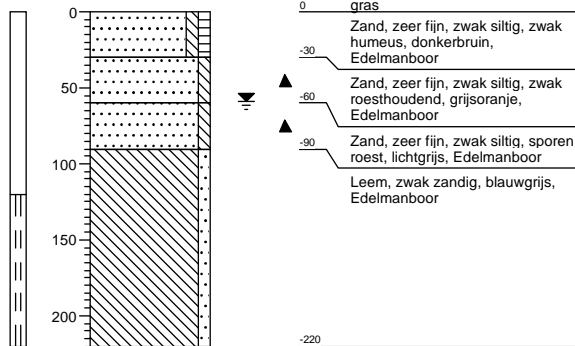 0
50
100
150
200
0
gras
Zand, zeer fijn, zwak siltig, zwak
humeus, donkerbruin,
Edelmanboor
-30
Zand, zeer fijn, zwak siltig, zwak
roesthoudend, grijsoranje,
Edelmanboor
-60
Zand, zeer fijn, zwak siltig, sporen
roest, lichtgrijs, Edelmanboor
-90
Leem, zwak zandig, blauwgrijs,
Edelmanboor
-220